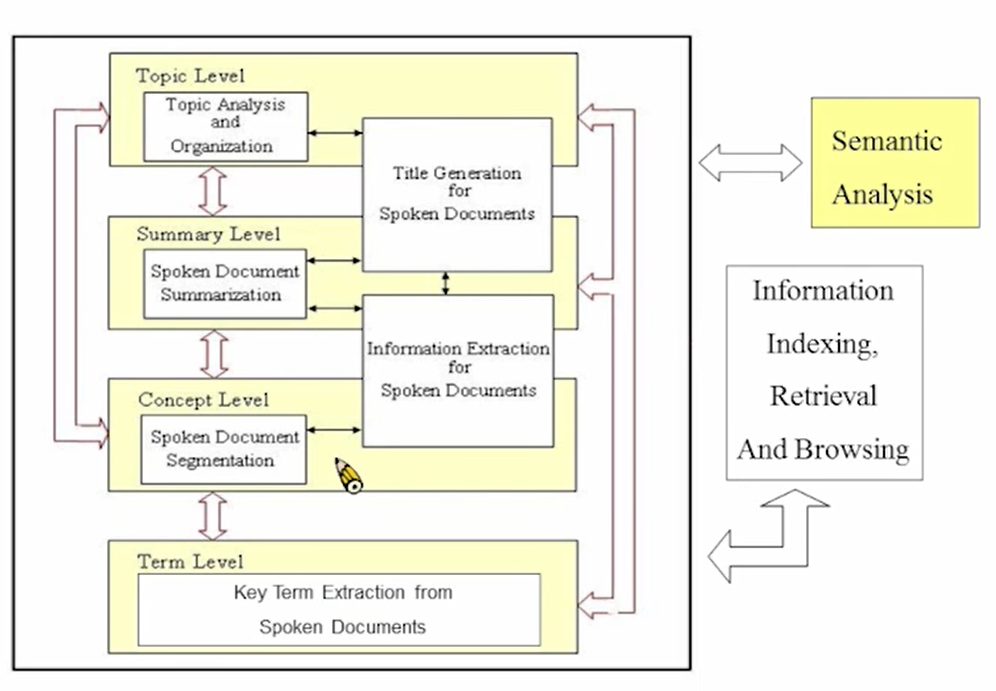 Topic Level
Topic Analysis
and
Organization
Title Generation
for
Spoken Documents
Summary Level
Spoken Document
Summarization
Information Extraction
for
Spoken Documents
Concept Level
Spoken Document
Segmentation
Term Level
Key Term Extraction from
Spoken Documents
Semantic
Analysis
Information
Indexing,
Retrieval
And Browsing